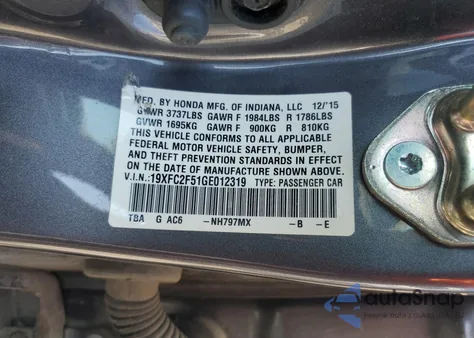 MFD. BY HONDA MFG. OF INDIANA, LLC 12/'15
GVWR 3737LBS GAWR F 1984LBS R 1786LBS
GVWR 1695KG GAWR F 900KG R 810KG
THIS VEHICLE CONFORMS TO ALL APPLICABLE
FEDERAL MOTOR VEHICLE SAFETY, BUMPER,
AND THEFT PREVENTION STANDARDS IN
EFFECT ON THE DATE OF MANUFACTURE SHOWN ABOVE.
V.I.N.:19XFC2F51GE012319 TYPE: PASSENGER CAR
TBA G AC6 -NH797MX -B -E
autoSnap